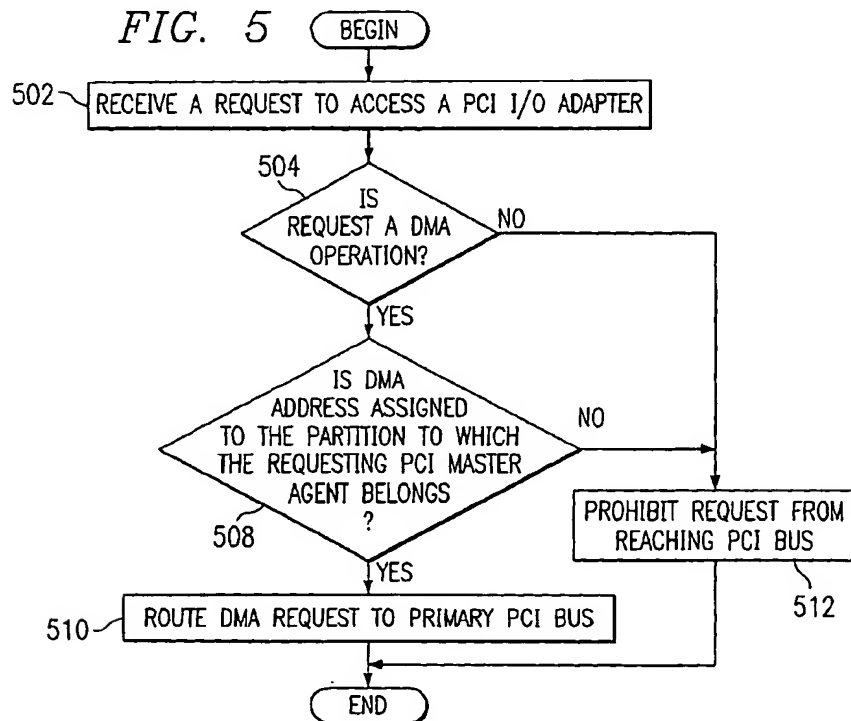 FIG. 5
BEGIN
502
RECEIVE A REQUEST TO ACCESS A PCI I/O ADAPTER
504
IS
REQUEST A DMA
OPERATION?
NO
YES
IS DMA
ADDRESS ASSIGNED
TO THE PARTITION TO WHICH
THE REQUESTING PCI MASTER
AGENT BELONGS
?
NO
508
YES
PROHIBIT REQUEST FROM
REACHING PCI BUS
512
510
ROUTE DMA REQUEST TO PRIMARY PCI BUS
END